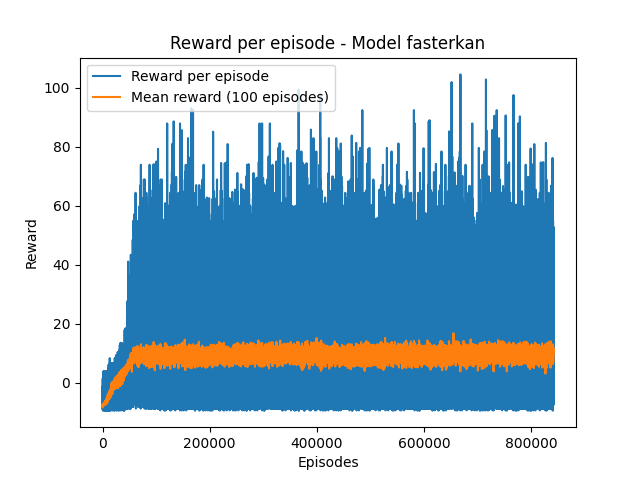 Reward per episode - Model fasterkan
Reward per episode
Mean reward (100 episodes)
100
80
60
40
20
0
Reward
0 200000 400000 600000 800000
Episodes